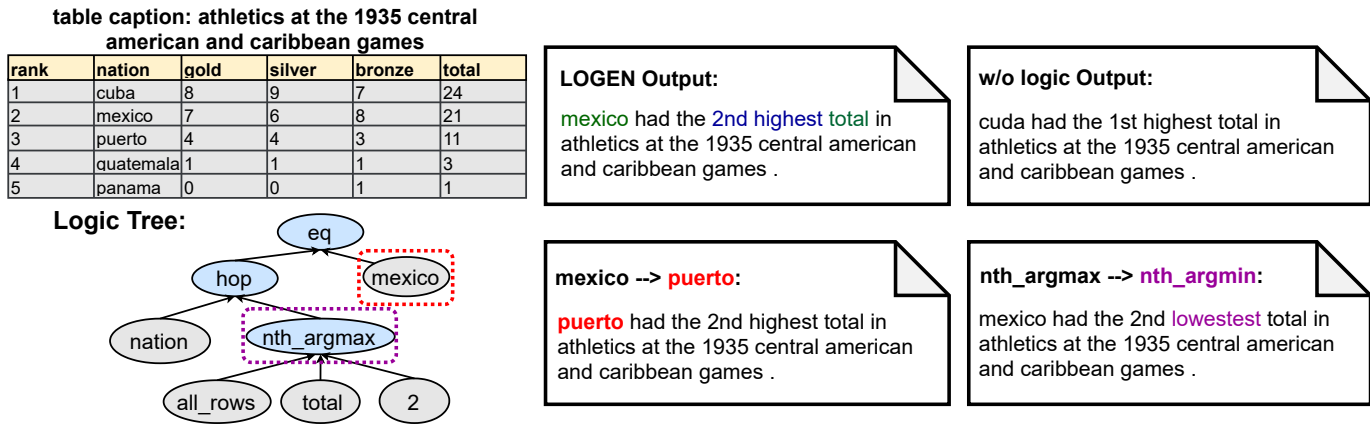 table caption: athletics at the 1935 central
american and caribbean games
rank nation gold silver bronze total
1 cuba 8 9 7 24
2 mexico 7 6 8 21
3 puerto 4 4 3 11
4 guatemala 1 1 1 3
5 panama 0 0 1 1
Logic Tree:
eq
hop
mexico
nation
nth_argmax
all_rows
total
2
LOGEN Output:
mexico had the 2nd highest total in
athletics at the 1935 central american
and caribbean games .
w/o logic Output:
cuda had the 1st highest total in
athletics at the 1935 central american
and caribbean games .
mexico --> puerto:
puerto had the 2nd highest total in
athletics at the 1935 central american
and caribbean games .
nth_argmax --> nth_argmin:
mexico had the 2nd lowestest total in
athletics at the 1935 central american
and caribbean games .